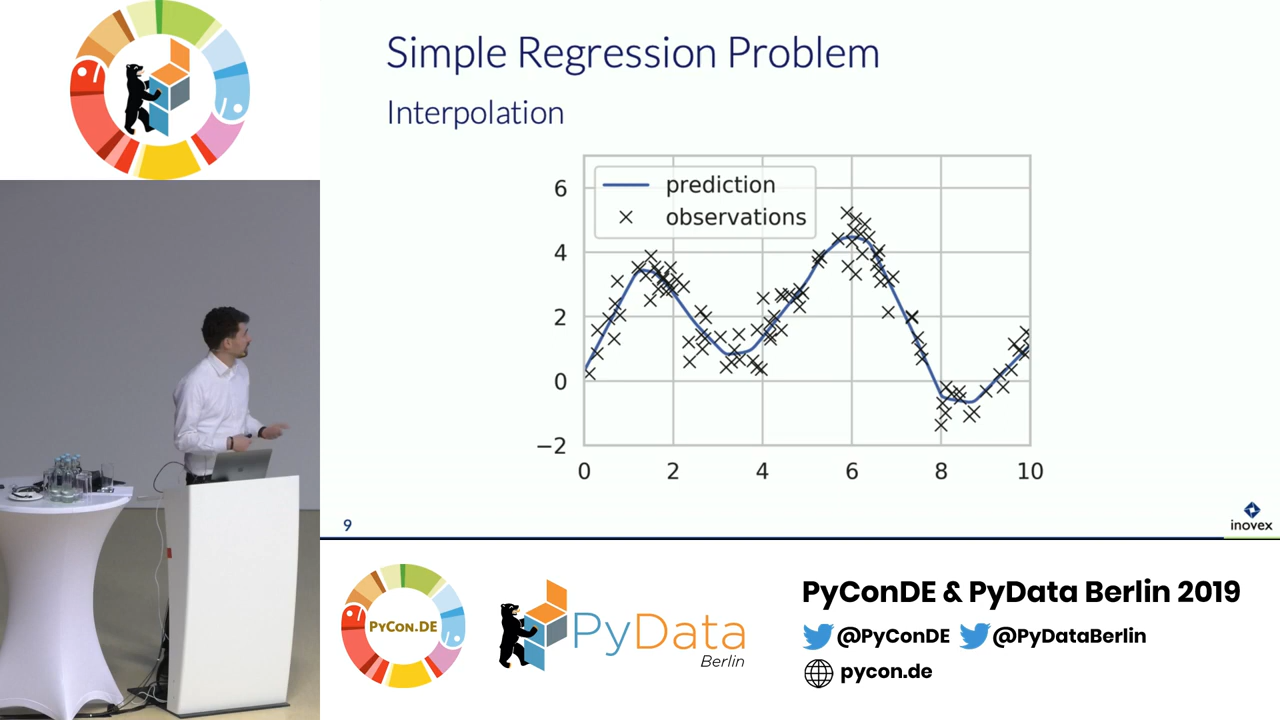 Simple Regression Problem
Interpolation
prediction
observations
6
4
2
0
−2
0 2 4 6 8 10
9
inovex
PyCon.DE
PyData
Berlin
PyConDE & PyData Berlin 2019
@PyConDE @PyDataBerlin
pycon.de